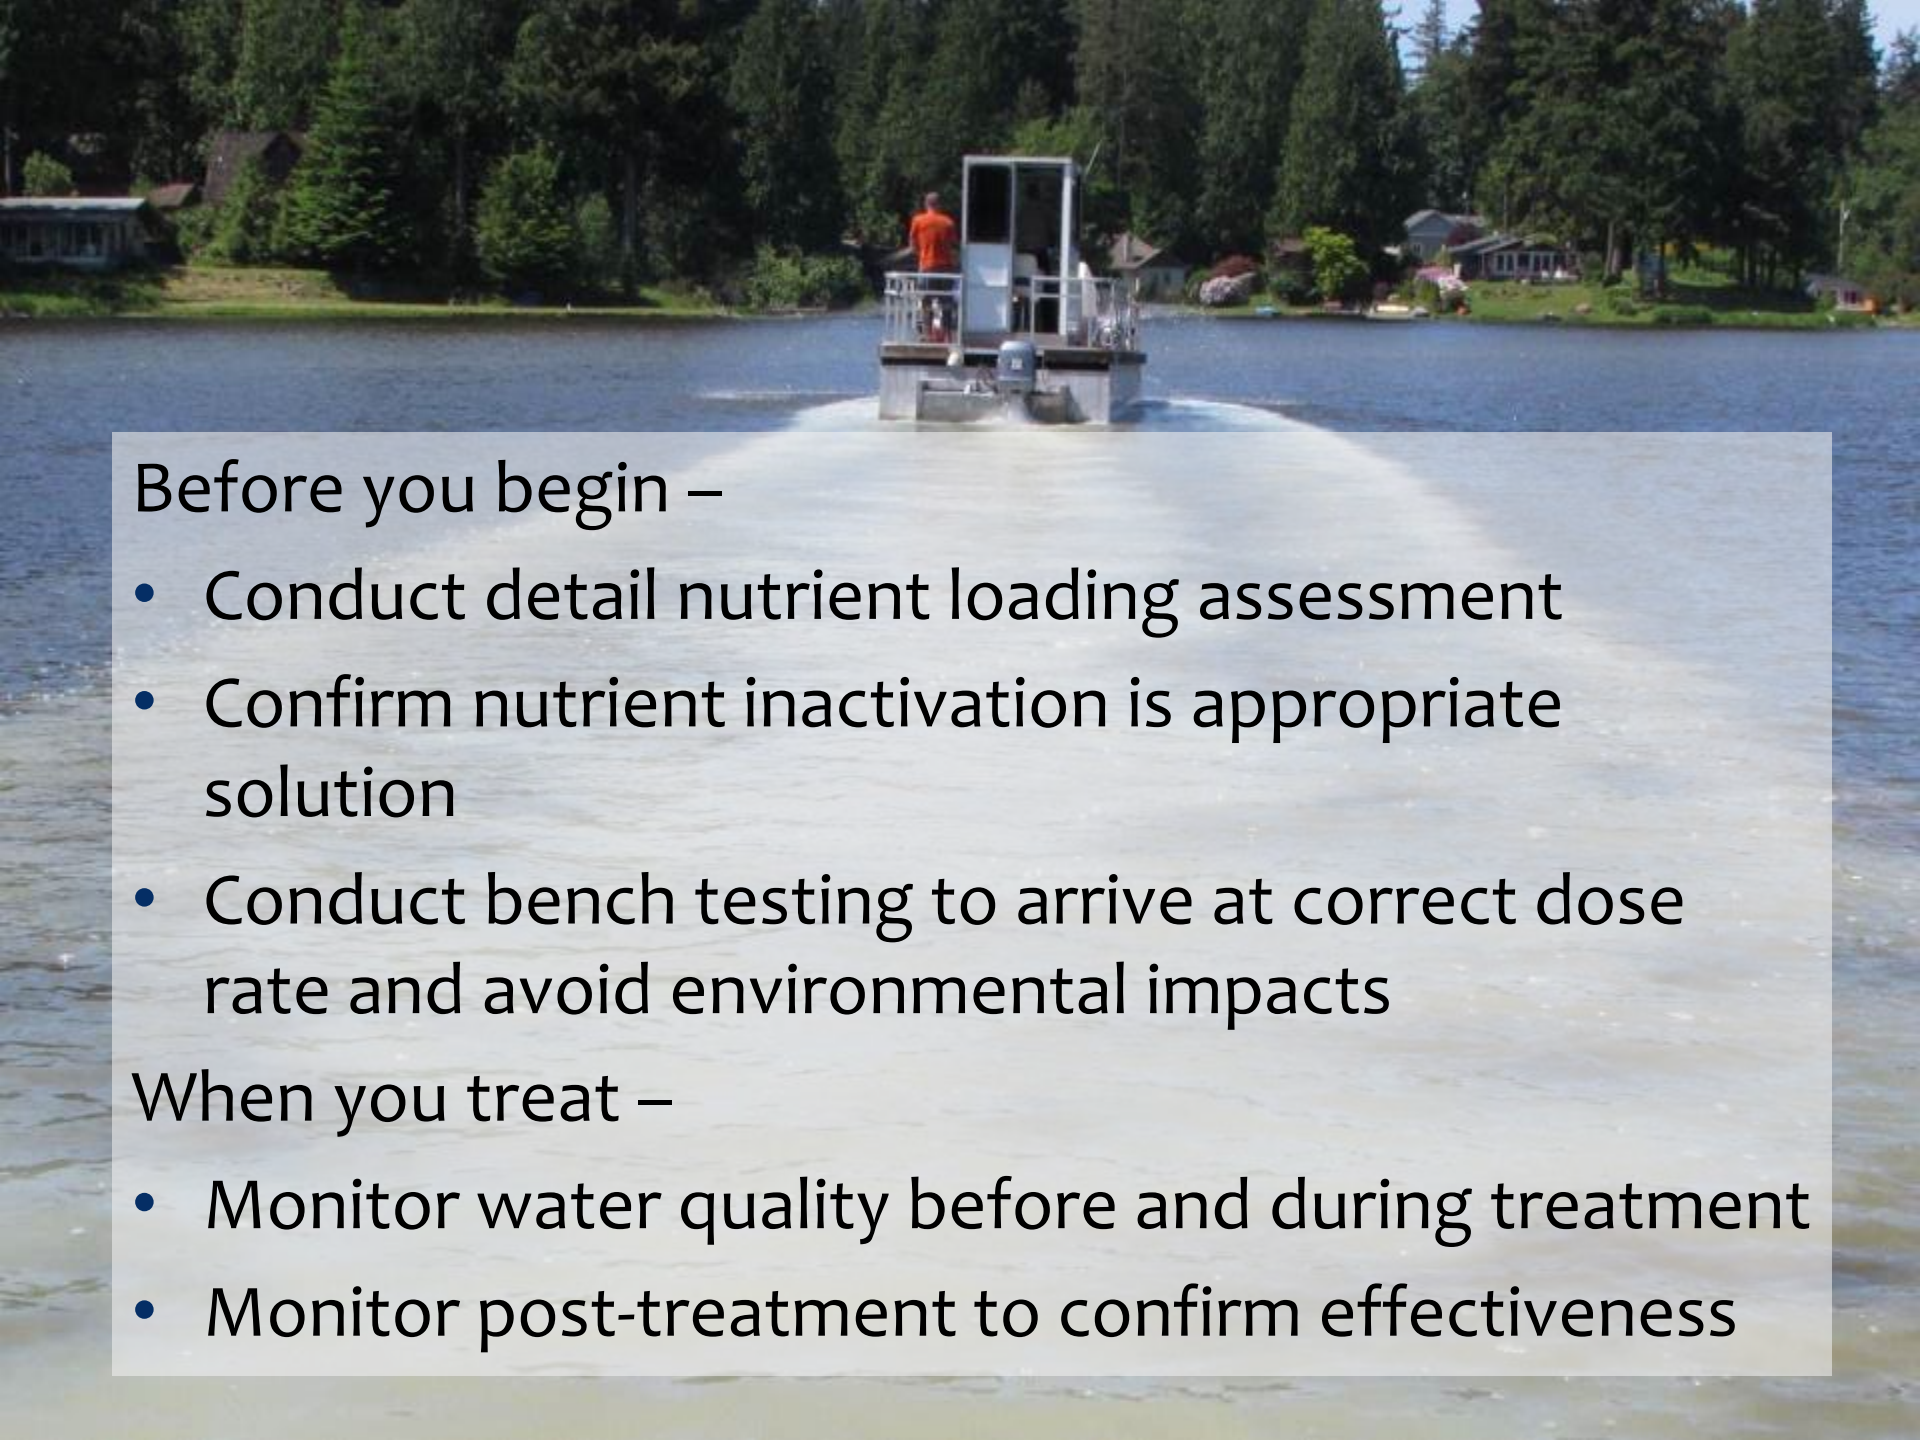 Before you begin –
• Conduct detail nutrient loading assessment
• Confirm nutrient inactivation is appropriate
solution
• Conduct bench testing to arrive at correct dose
rate and avoid environmental impacts
When you treat –
• Monitor water quality before and during treatment
• Monitor post-treatment to confirm effectiveness